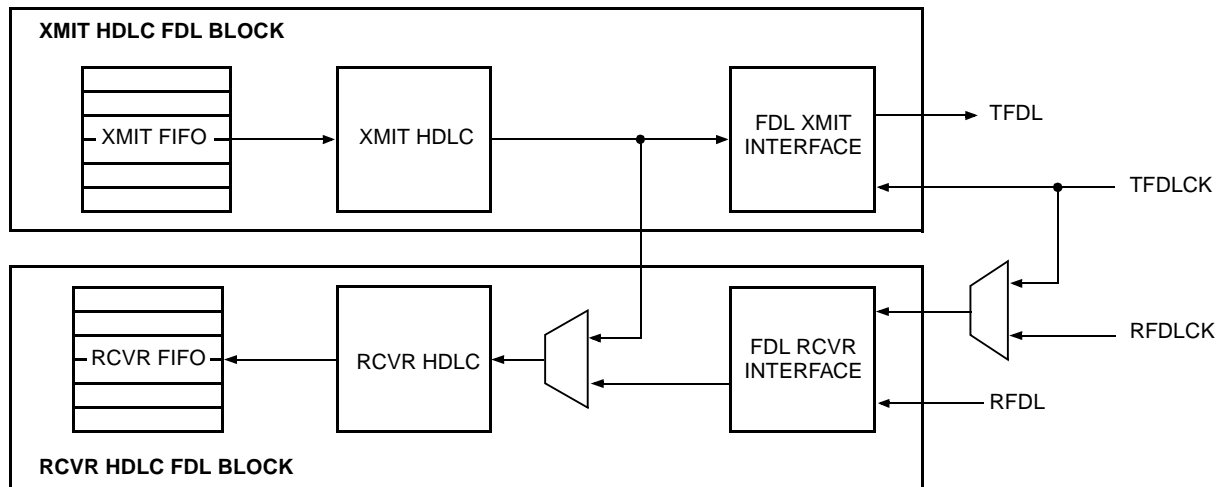 XMIT HDLC FDL BLOCK
XMIT FIFO
XMIT HDLC
FDL XMIT
INTERFACE
TFDL
TFDLCK
RCVR FIFO
RCVR HDLC
FDL RCVR
INTERFACE
RFDLCK
RFDL
RCVR HDLC FDL BLOCK